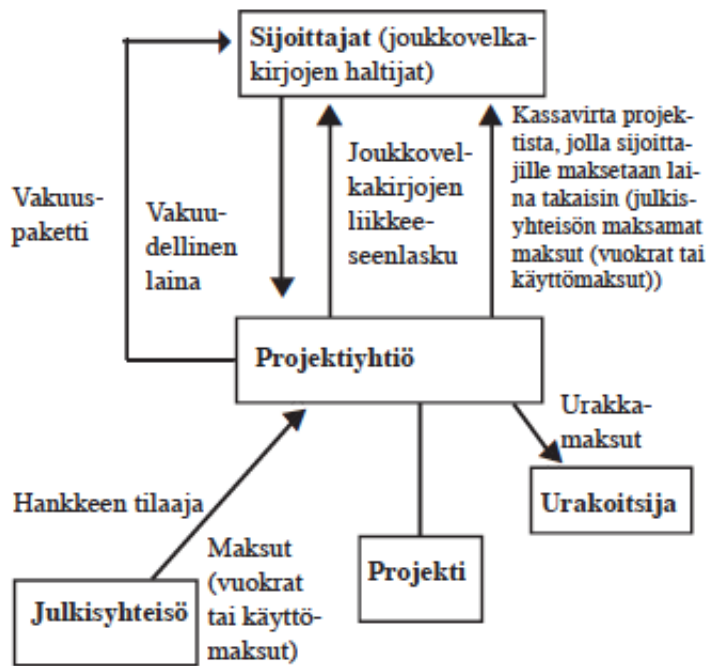 Sijoittajat (joukkovelka-
kirjojen haltijat)
Vakuus-
paketti
Vakuu-
dellinen
laina
Joukkovel-
kakirjojen
liikkee-
seenlasku
Kassavirta projek-
tista, jolla sijoitta-
jille maksetaan lai-
na takaisin (julkis-
yhteisön maksamat
maksut (vuokrat tai
käyttömaksut))
Projektiyhtiö
Urakka-
maksut
Urakoitsija
Hankkeen tilaaja
Maksut
(vuokrat
tai käyttö-
maksut)
Projekti
Julkisyhteisö